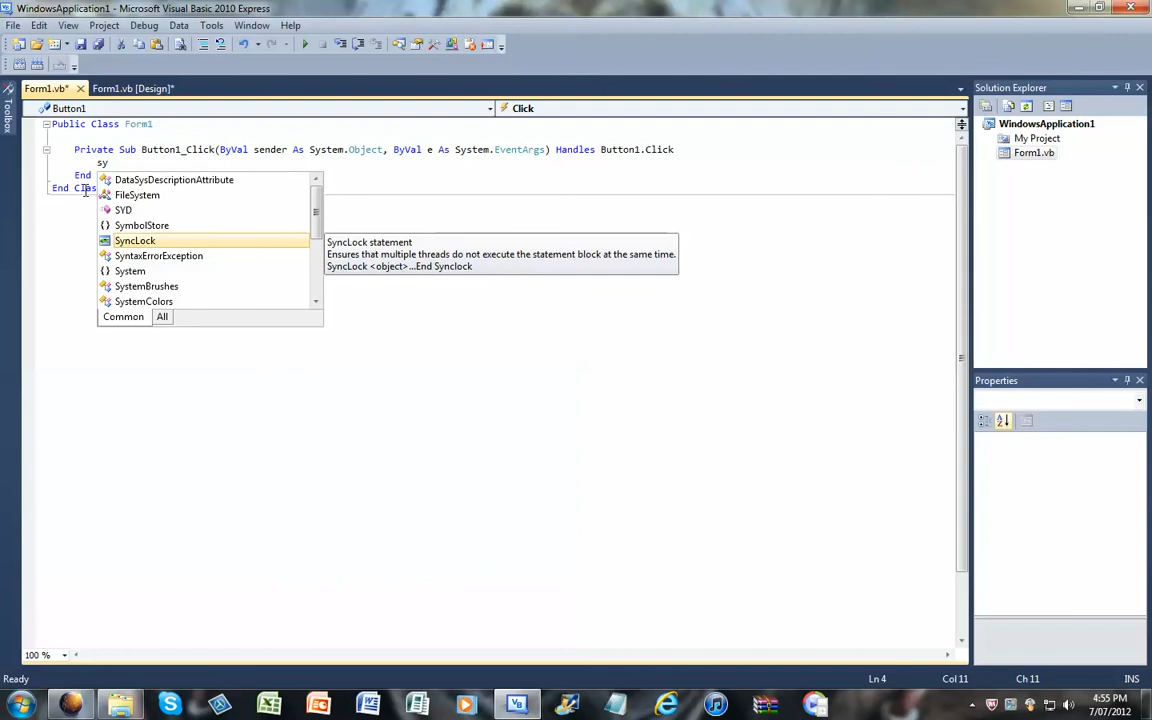 WindowsApplication1 - Microsoft Visual Basic 2010 Express
File Edit View Project Debug Data Tools Window Help
Toolbox
Form1.vb* Form1.vb [Design]*
Button1 Click
Public Class Form1
Private Sub Button1_Click(ByVal sender As System.Object, ByVal e As System.EventArgs) Handles Button1.Click
sy
End
End Clas
DataSysDescriptionAttribute
FileSystem
SYD
SymbolStore
SyncLock
SyntaxErrorException
System
SystemBrushes
SystemColors
Common All
SyncLock statement
Ensures that multiple threads do not execute the statement block at the same time.
SyncLock <object>...End Synclock
Solution Explorer
WindowsApplication1
My Project
Form1.vb
Properties
100 %
Ready Ln 4 Col 11 Ch 11 INS
4:55 PM
7/07/2012